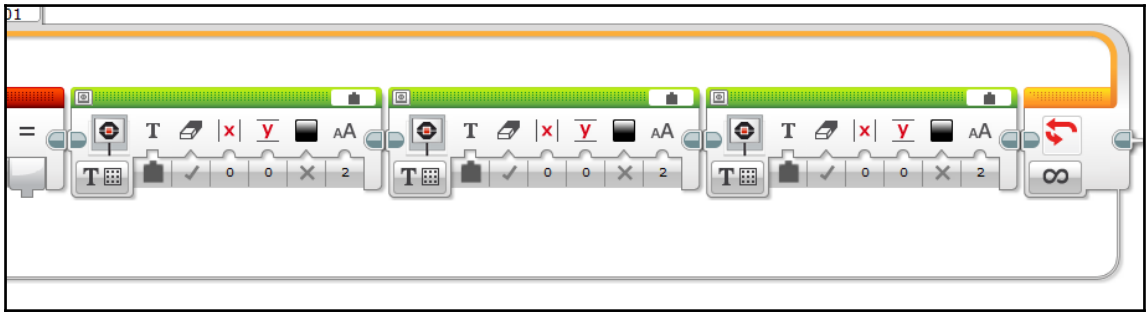 01
=
T |x| y AA T |x| y AA T |x| y AA
T 0 0 2 T 0 0 2 T 0 0 2 ∞